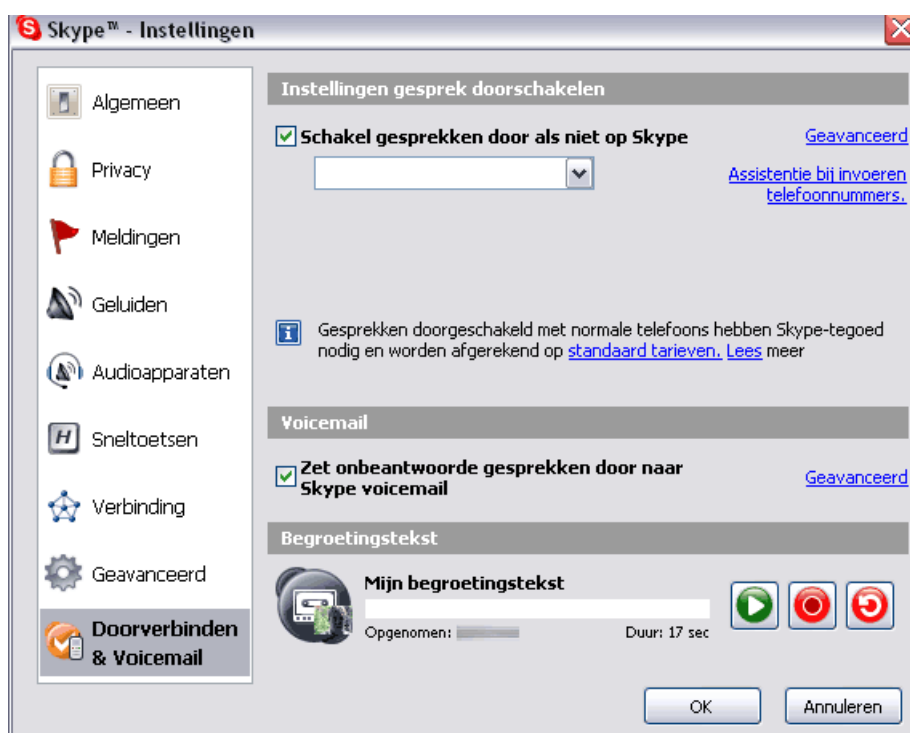 Skype™ - Instellingen
Algemeen
Privacy
Meldingen
Geluiden
Audioapparaten
Sneltoetsen
Verbinding
Geavanceerd
Doorverbinden
& Voicemail
Instellingen gesprek doorschakelen
Schakel gesprekken door als niet op Skype
Geavanceerd
Assistentie bij invoeren
telefoonnummers.
Gesprekken doorgeschakeld met normale telefoons hebben Skype-tegoed
nodig en worden afgerekend op standaard tarieven. Lees meer
Voicemail
Zet onbeantwoorde gesprekken door naar
Skype voicemail
Geavanceerd
Begroetingstekst
Mijn begroetingstekst
Opgenomen:
Duur: 17 sec
OK
Annuleren